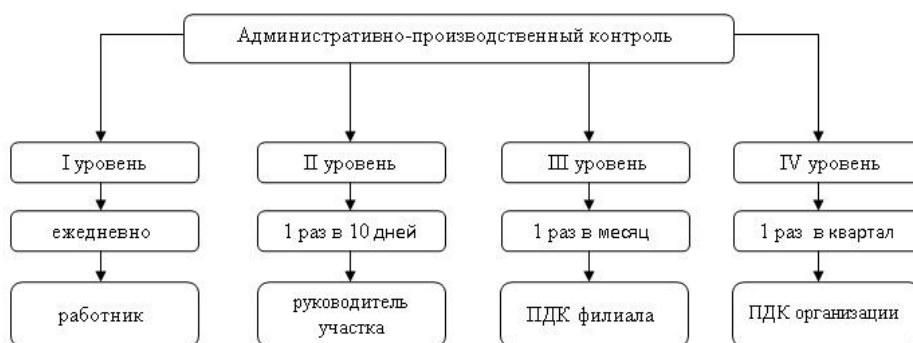 Административно-производственный контроль
I уровень
II уровень
III уровень
IV уровень
ежедневно
1 раз в 10 дней
1 раз в месяц
1 раз в квартал
работник
руководитель
участка
ПДК филиала
ПДК организации